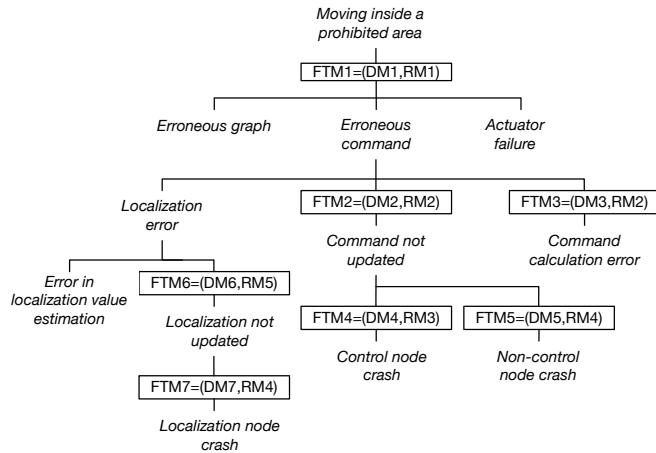 Moving inside a
prohibited area
FTM1=(DM1,RM1)
Erroneous graph
Erroneous
command
Actuator
failure
Localization
error
FTM2=(DM2,RM2)
FTM3=(DM3,RM2)
Command not
updated
Command
calculation error
Error in
localization value
estimation
FTM6=(DM6,RM5)
Localization not
updated
FTM4=(DM4,RM3)
FTM5=(DM5,RM4)
Control node
crash
Non-control
node crash
FTM7=(DM7,RM4)
Localization node
crash